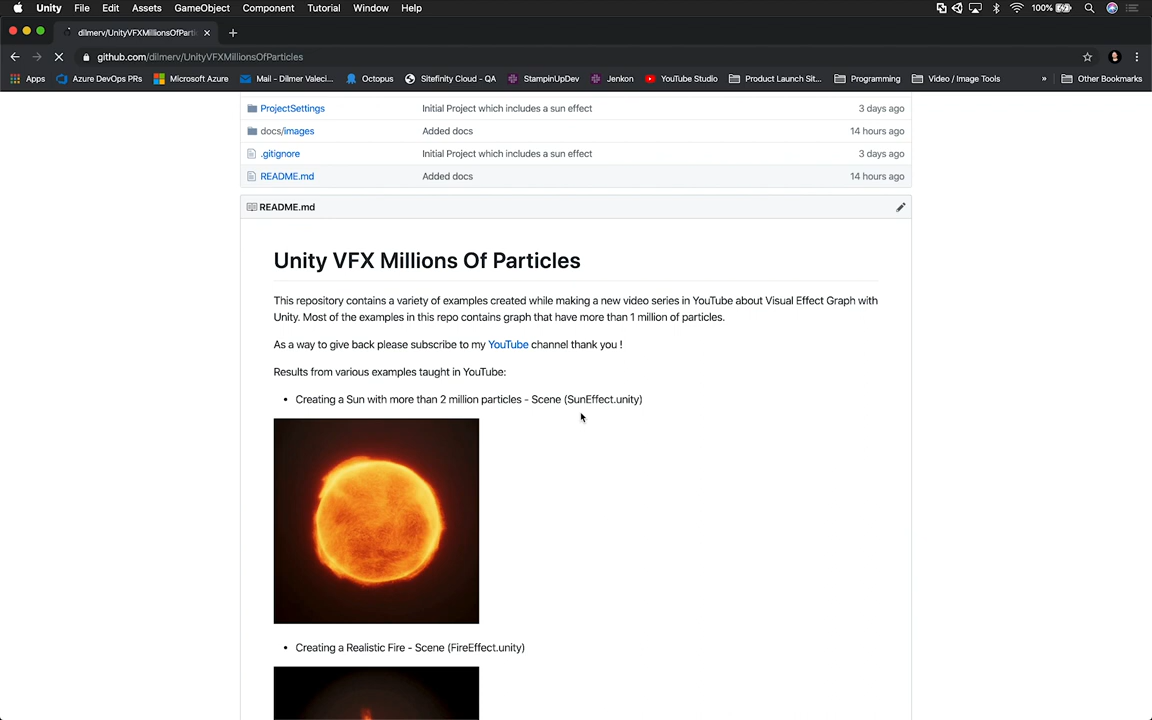 Unity File Edit Assets GameObject Component Tutorial Window Help 100%
dilmerv/UnityVFXMillionsOfParti
github.com/dilmerv/UnityVFXMillionsOfParticles
Apps Azure DevOps PRs Microsoft Azure Mail - Dilmer Valeci... Octopus Sitefinity Cloud - QA StampinUpDev Jenkon YouTube Studio Product Launch Sit... Programming Video / Image Tools » Other Bookmarks
ProjectSettings Initial Project which includes a sun effect 3 days ago
docs/images Added docs 14 hours ago
.gitignore Initial Project which includes a sun effect 3 days ago
README.md Added docs 14 hours ago
README.md
Unity VFX Millions Of Particles
This repository contains a variety of examples created while making a new video series in YouTube about Visual Effect Graph with
Unity. Most of the examples in this repo contains graph that have more than 1 million of particles.
As a way to give back please subscribe to my YouTube channel thank you !
Results from various examples taught in YouTube:
• Creating a Sun with more than 2 million particles - Scene (SunEffect.unity)
• Creating a Realistic Fire - Scene (FireEffect.unity)